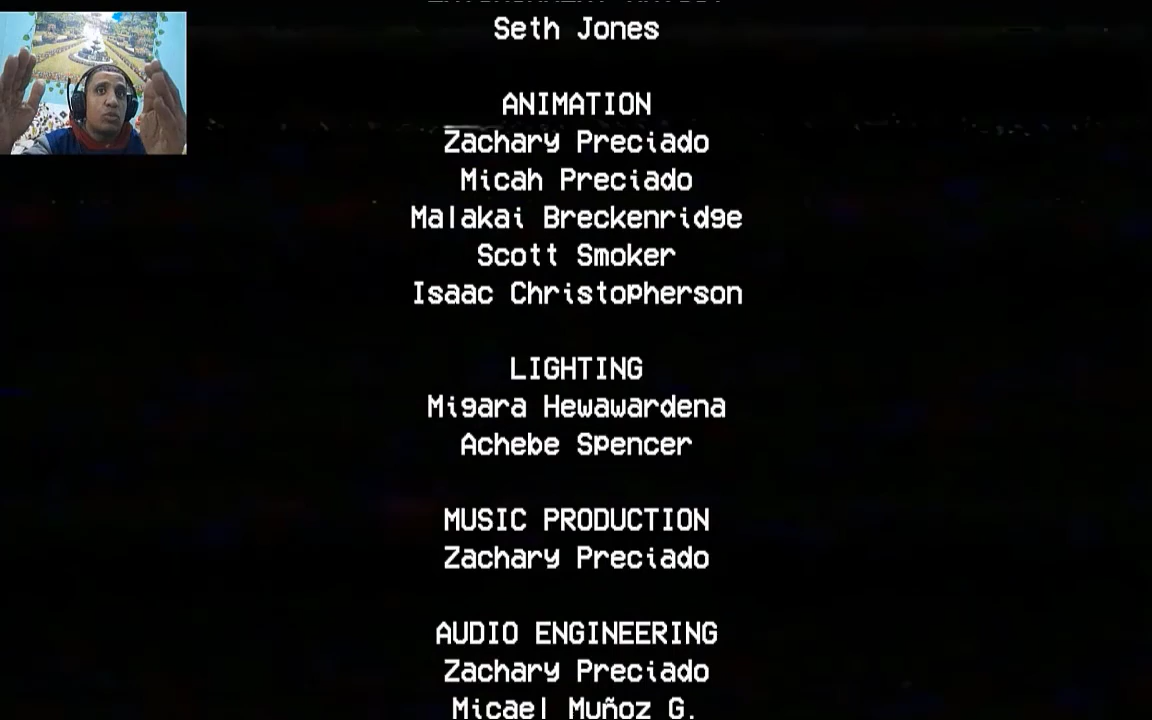 Seth Jones
ANIMATION
Zachary Preciado
Micah Preciado
Malakai Breckenridge
Scott Smoker
Isaac Christopherson
LIGHTING
Migara Hewawardena
Achebe Spencer
MUSIC PRODUCTION
Zachary Preciado
AUDIO ENGINEERING
Zachary Preciado
Micael Muñoz G.